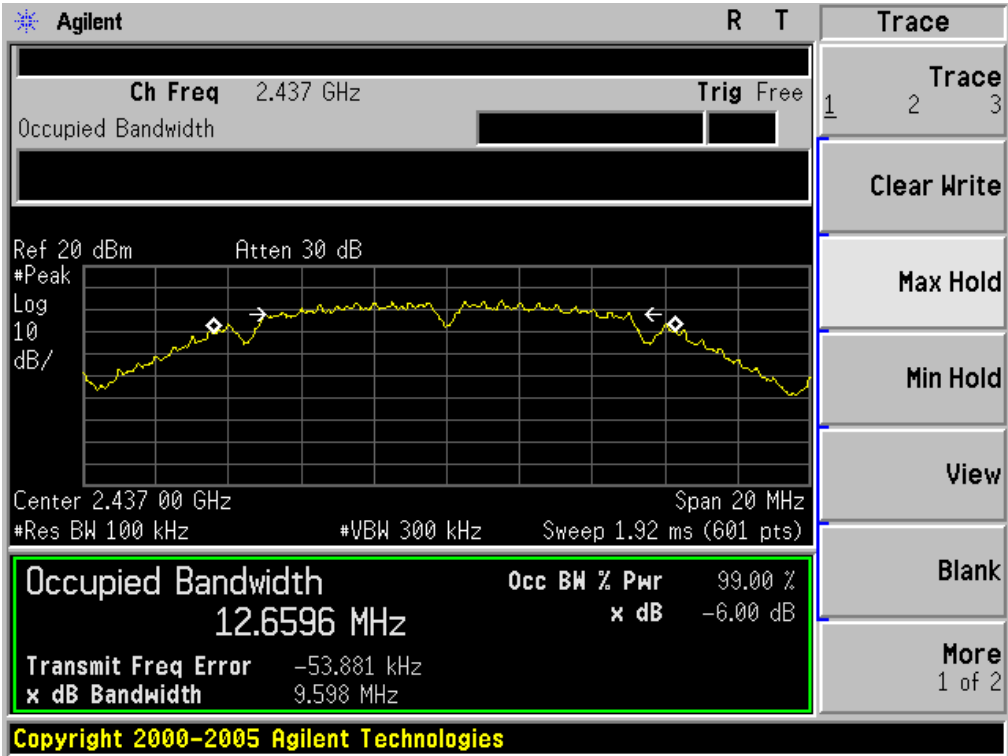 Agilent R T
Trace
Ch Freq 2.437 GHz Trig Free
Occupied Bandwidth
Trace
1 2 3
Clear Write
Max Hold
Min Hold
View
Blank
More
1 of 2
Ref 20 dBm Atten 30 dB
#Peak
Log
10
dB/
Center 2.437 00 GHz Span 20 MHz
#Res BW 100 kHz #VBW 300 kHz Sweep 1.92 ms (601 pts)
Occupied Bandwidth Occ BW % Pwr 99.00 %
12.6596 MHz x dB -6.00 dB
Transmit Freq Error -53.881 kHz
x dB Bandwidth 9.598 MHz
Copyright 2000-2005 Agilent Technologies